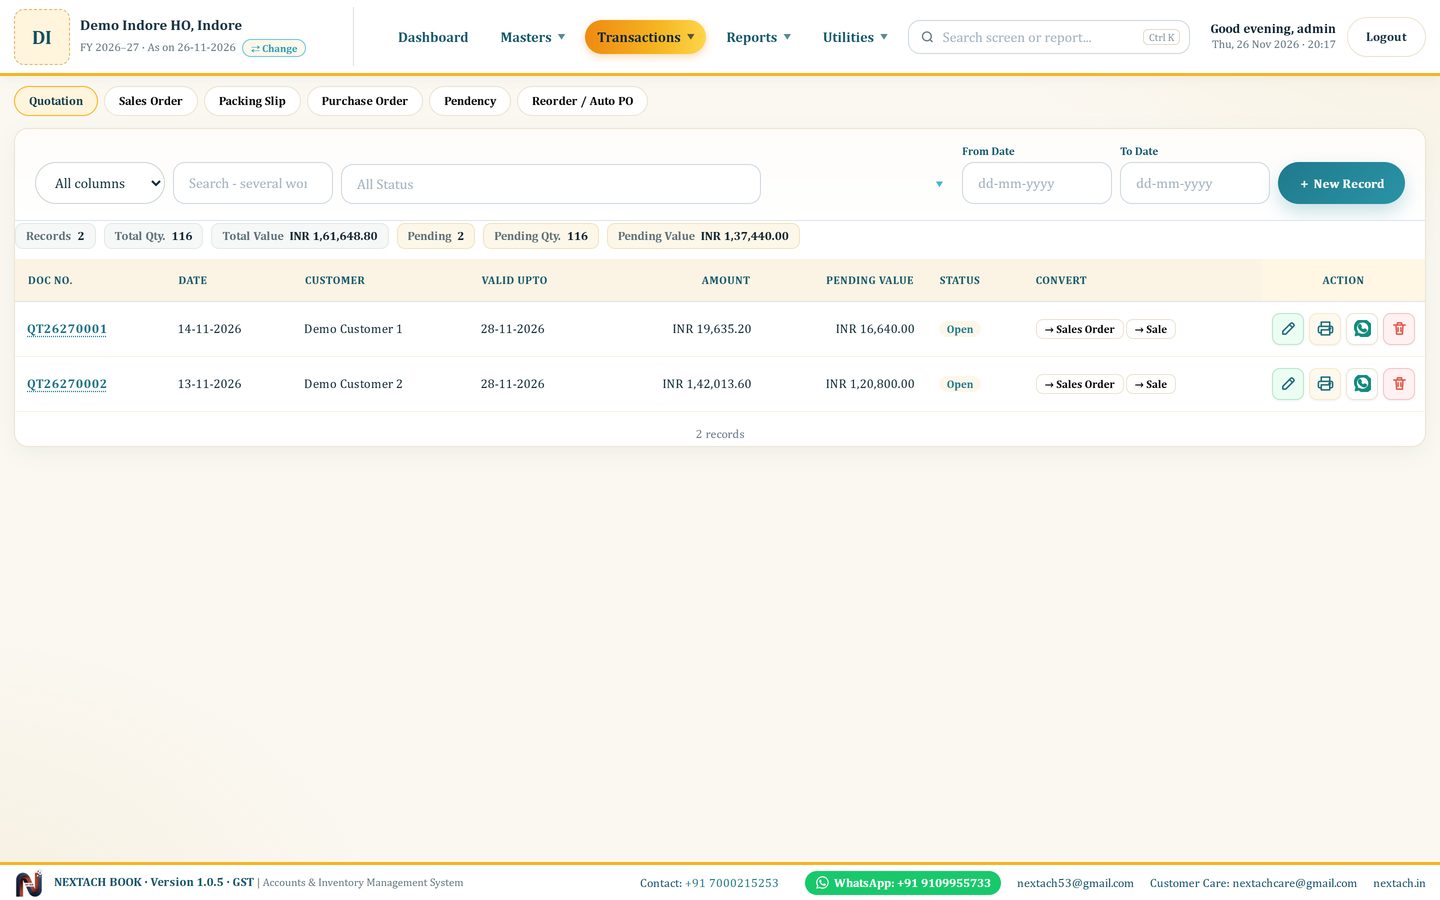 DI
Demo Indore HO, Indore
FY 2026–27 · As on 26-11-2026 ⇄ Change
Dashboard Masters ▼ Transactions ▼ Reports ▼ Utilities ▼
Search screen or report... Ctrl K
Good evening, admin
Thu, 26 Nov 2026 · 20:17
Logout
Quotation Sales Order Packing Slip Purchase Order Pendency Reorder / Auto PO
From Date To Date
All columns Search - several wor All Status ▼ dd-mm-yyyy dd-mm-yyyy + New Record
Records 2 Total Qty. 116 Total Value INR 1,61,648.80 Pending 2 Pending Qty. 116 Pending Value INR 1,37,440.00
DOC NO. DATE CUSTOMER VALID UPTO AMOUNT PENDING VALUE STATUS CONVERT ACTION
QT26270001 14-11-2026 Demo Customer 1 28-11-2026 INR 19,635.20 INR 16,640.00 Open → Sales Order → Sale
QT26270002 13-11-2026 Demo Customer 2 28-11-2026 INR 1,42,013.60 INR 1,20,800.00 Open → Sales Order → Sale
2 records
NEXTACH BOOK · Version 1.0.5 · GST | Accounts & Inventory Management System Contact: +91 7000215253 WhatsApp: +91 9109955733 nextach53@gmail.com Customer Care: nextachcare@gmail.com nextach.in